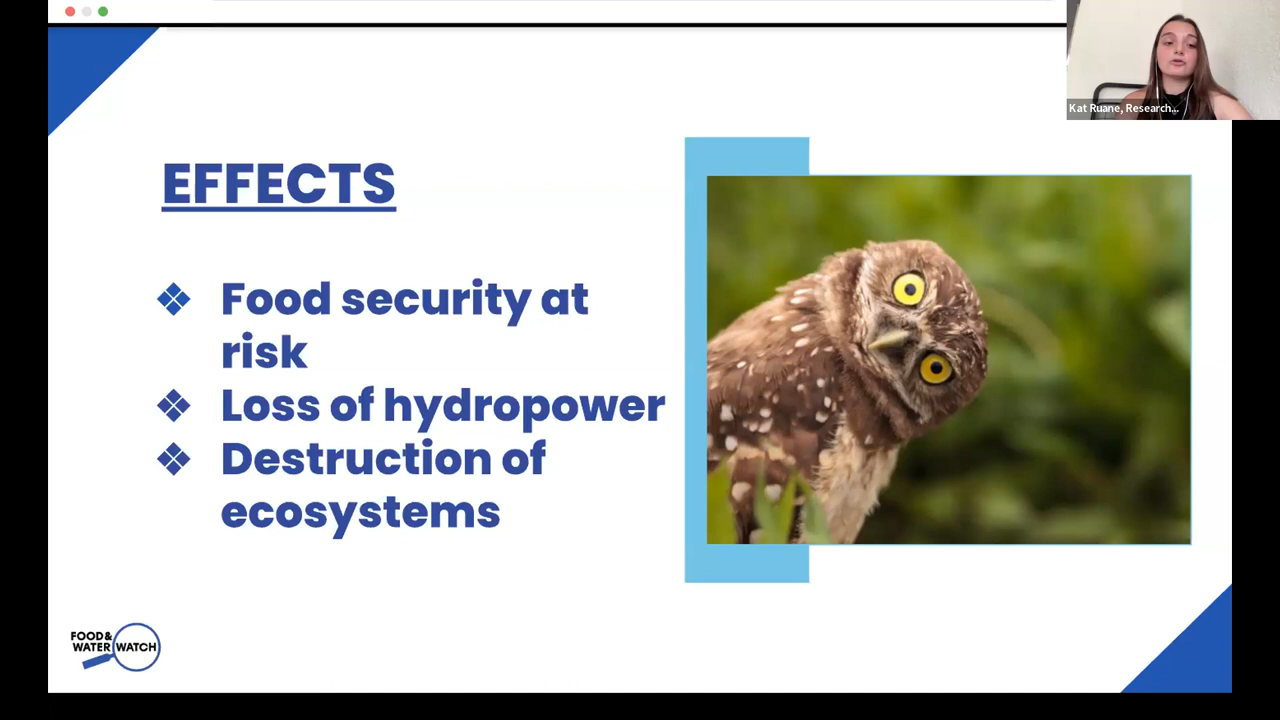 Kat Ruane, Research...
EFFECTS
❖ Food security at
risk
❖ Loss of hydropower
❖ Destruction of
ecosystems
FOOD&
WATER WATCH